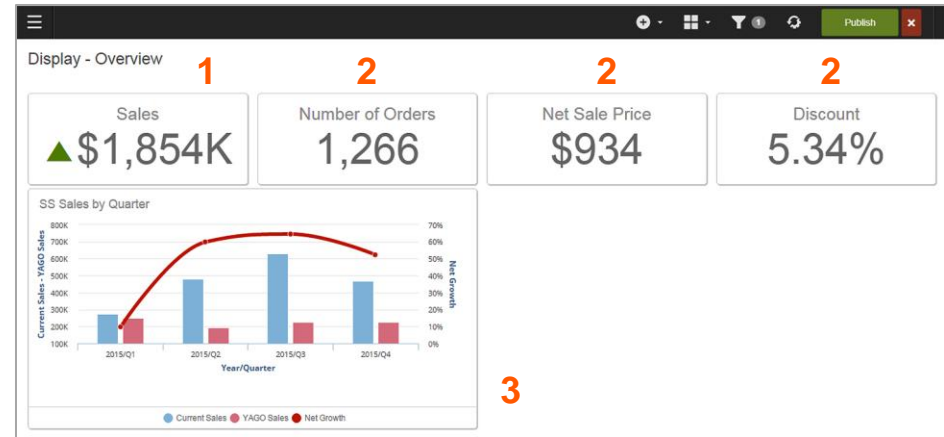 1 Publish ×
Display - Overview
1 2 2 2
Sales Number of Orders Net Sale Price Discount
$1,854K 1,266 $934 5.34%
SS Sales by Quarter
Current Sales - YAGO Sales
800K
700K
600K
500K
400K
300K
200K
100K
70%
60%
50%
40%
30%
20%
10%
0%
Net Growth
2015/Q1 2015/Q2 2015/Q3 2015/Q4
Year/Quarter
3
Current Sales YAGO Sales Net Growth